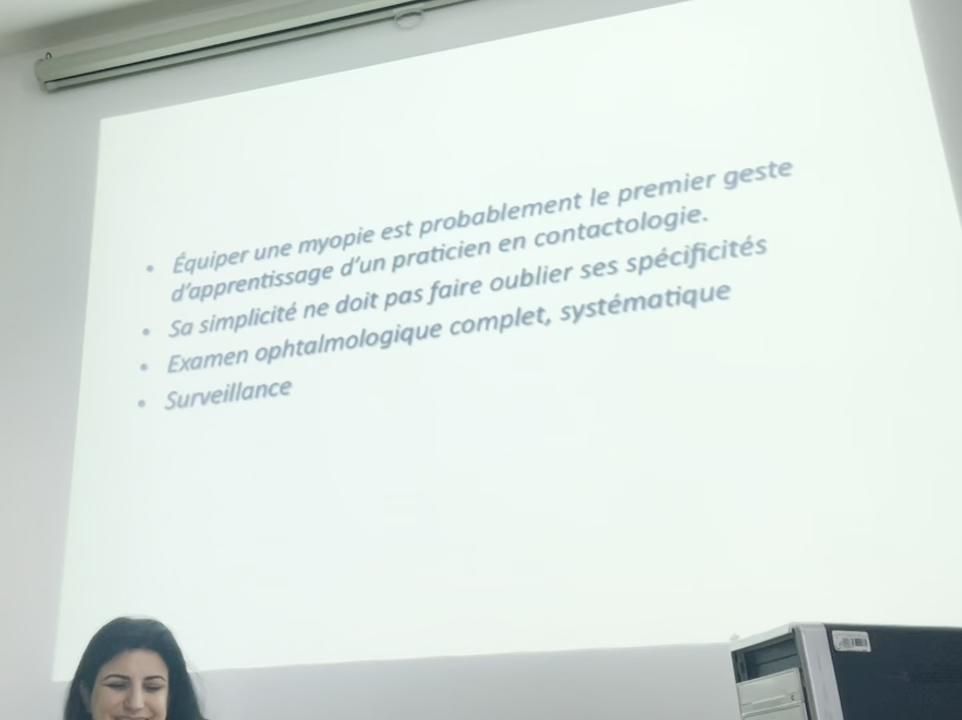 • Équiper une myopie est probablement le premier geste
d'apprentissage d'un praticien en contactologie.
• Sa simplicité ne doit pas faire oublier ses spécificités
• Examen ophtalmologique complet, systématique
• Surveillance